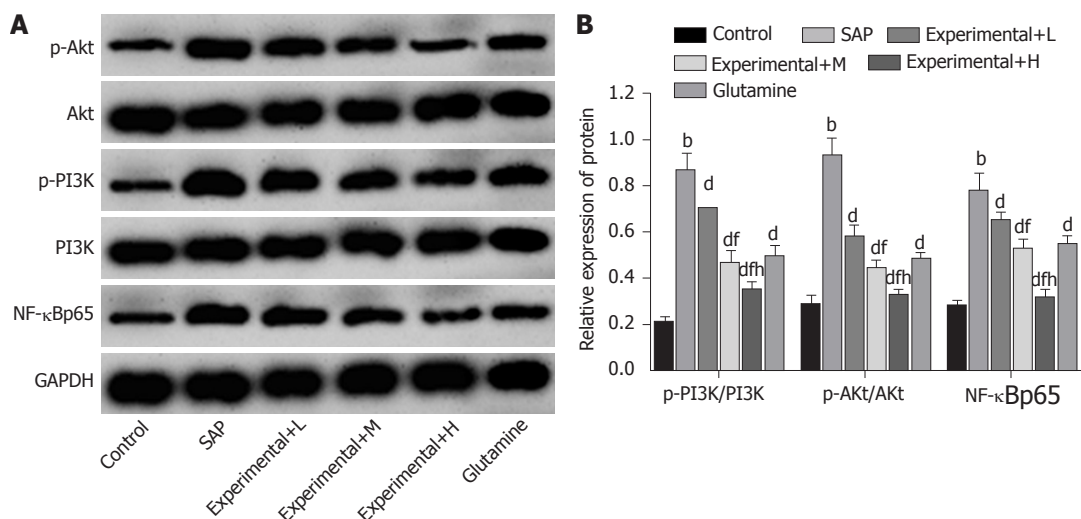 A
p-Akt
Akt
p-PI3K
PI3K
NF-κBp65
GAPDH
Control
SAP
Experimental+L
Experimental+M
Experimental+H
Glutamine
B
Control SAP Experimental+L
Experimental+M Experimental+H
Glutamine
Relative expression of protein
1.2
1.0
0.8
0.6
0.4
0.2
0.0
b d df dfh d
b d df dfh d
b d df dfh d
p-PI3K/PI3K p-AKt/AKt NF-κBp65